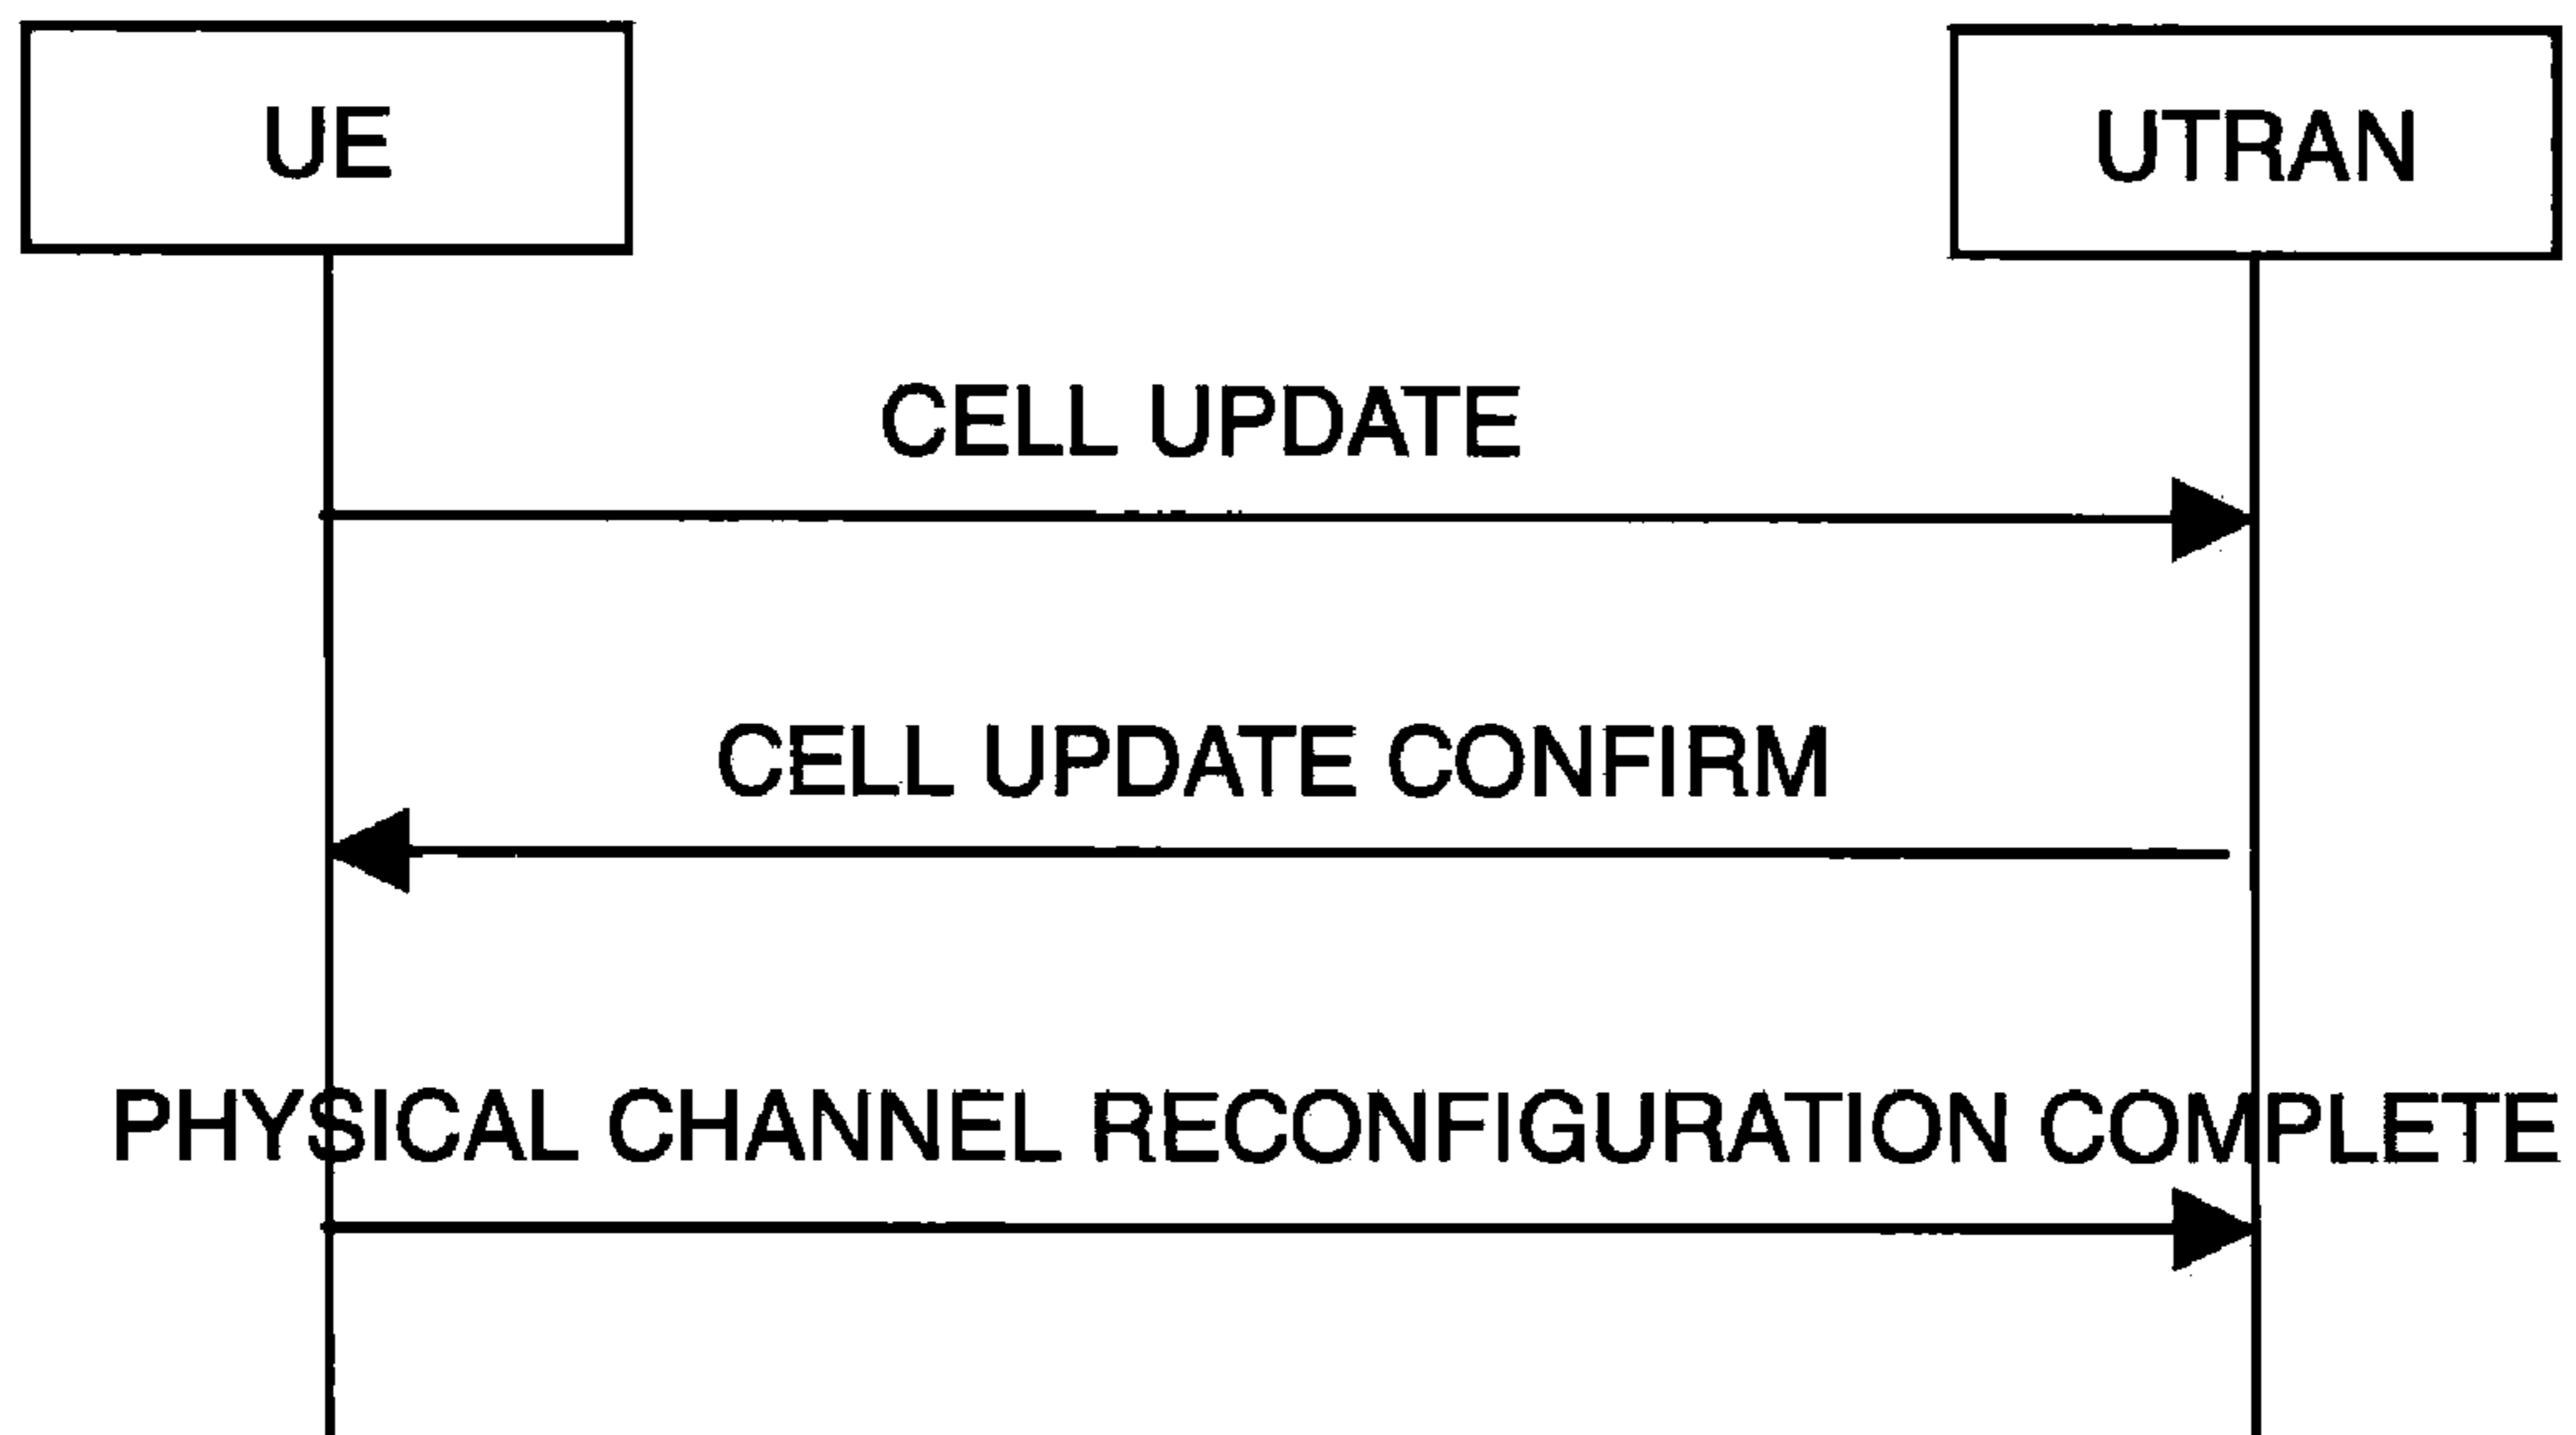 UE
UTRAN
CELL UPDATE
CELL UPDATE CONFIRM
PHYSICAL CHANNEL RECONFIGURATION COMPLETE